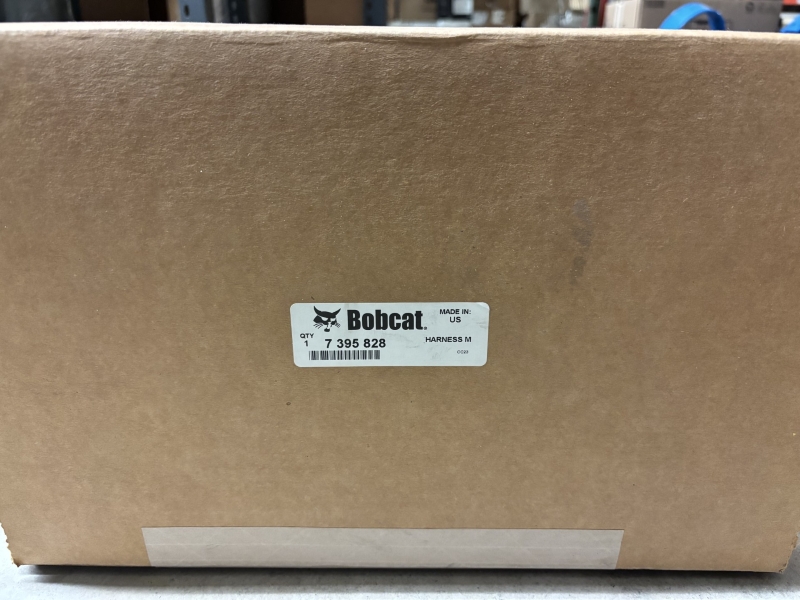 Bobcat.
MADE IN:
US
QTY
1
7 395 828
HARNESS M